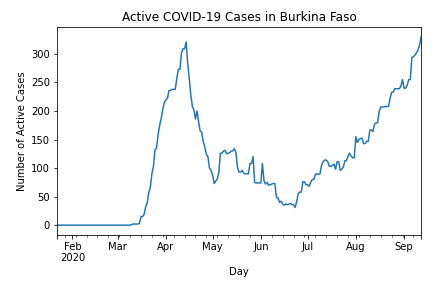 Active COVID-19 Cases in Burkina Faso
Number of Active Cases
300
250
200
150
100
50
0
Feb Mar Apr May Jun Jul Aug Sep
2020
Day